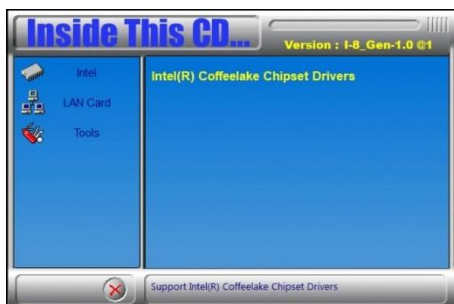 Inside This CD...
Version : I-8_Gen-1.0 @1
Intel
LAN Card
Tools
Intel(R) Coffeelake Chipset Drivers
Support Intel(R) Coffeelake Chipset Drivers